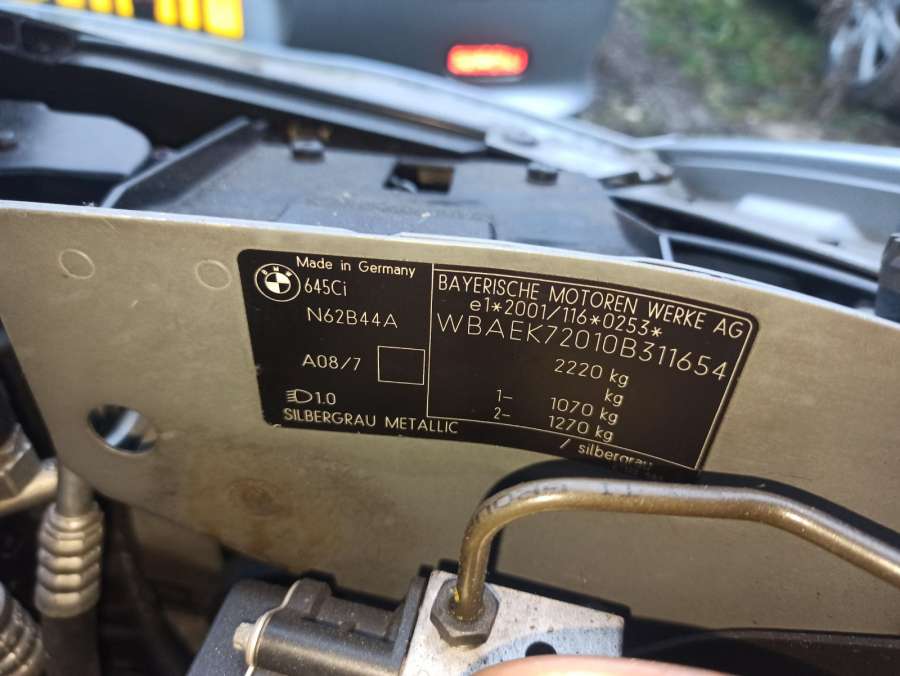 Made in Germany
BMW
645Ci
N62B44A
A08/7
1.0
SILBERGRAU METALLIC
BAYERISCHE MOTOREN WERKE AG
e1*2001/116*0253*
WBAEK72010B311654
2220 kg
kg
1- 1070 kg
2- 1270 kg
/ silbergrau